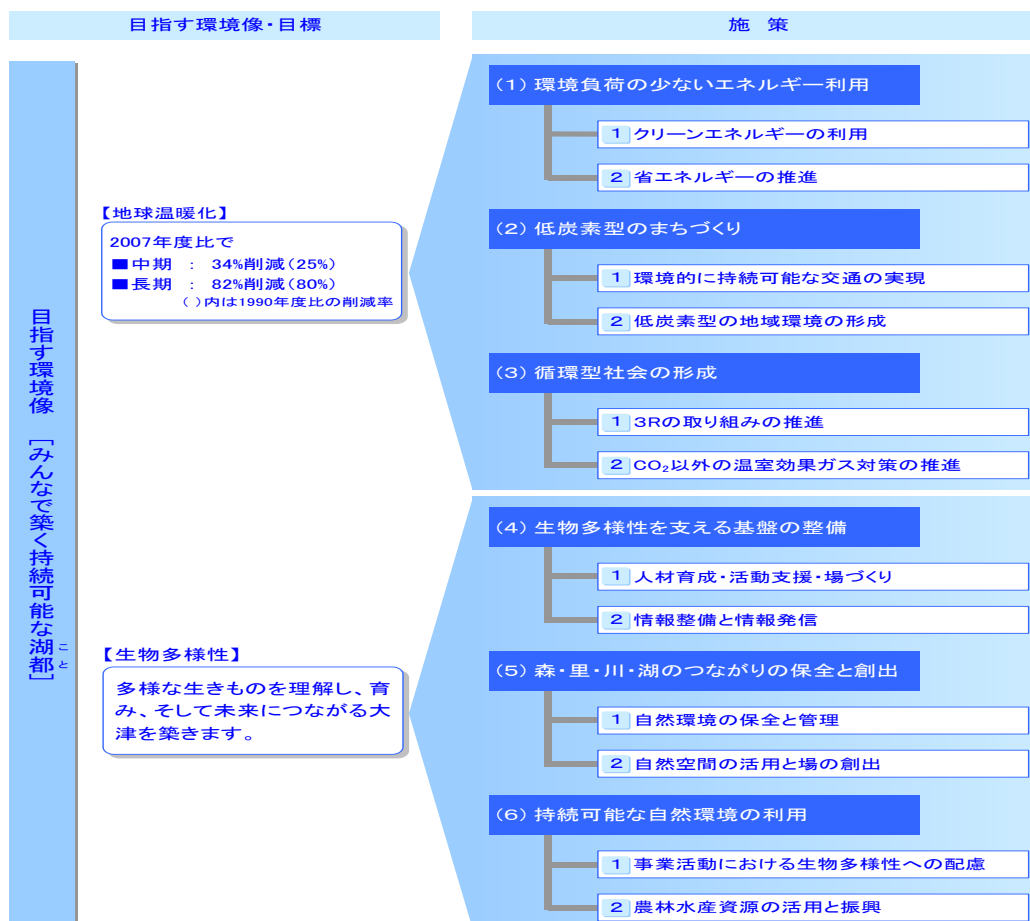 目指す環境像・目標
施 策
目指す環境像 [みんなで築く持続可能な湖都]
こと
【地球温暖化】
2007年度比で
■中期 : 34%削減(25%)
■長期 : 82%削減(80%)
( )内は1990年度比の削減率
(1)環境負荷の少ないエネルギー利用
1 クリーンエネルギーの利用
2 省エネルギーの推進
(2)低炭素型のまちづくり
1 環境的に持続可能な交通の実現
2 低炭素型の地域環境の形成
(3)循環型社会の形成
1 3Rの取り組みの推進
2 CO₂以外の温室効果ガス対策の推進
【生物多様性】
多様な生きものを理解し、育
み、そして未来につながる大
津を築きます。
(4)生物多様性を支える基盤の整備
1 人材育成・活動支援・場づくり
2 情報整備と情報発信
(5)森・里・川・湖のつながりの保全と創出
1 自然環境の保全と管理
2 自然空間の活用と場の創出
(6)持続可能な自然環境の利用
1 事業活動における生物多様性への配慮
2 農林水産資源の活用と振興